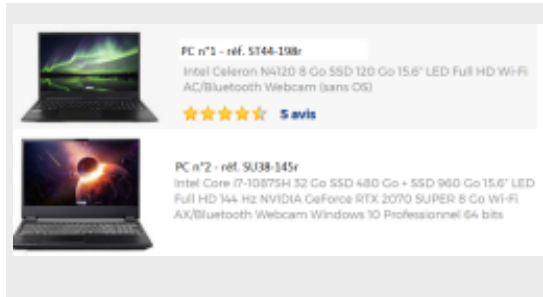 PC n°1 - réf. ST44-198r
Intel Celeron N4120 8 Go SSD 120 Go 15.6" LED Full HD Wi-Fi
AC/Bluetooth Webcam (sans OS)
5 avis
PC n°2 - réf. SU38-145r
Intel Core i7-10875H 32 Go SSD 480 Go + SSD 960 Go 15.6" LED
Full HD 144 Hz NVIDIA GeForce RTX 2070 SUPER 8 Go Wi-Fi
AX/Bluetooth Webcam Windows 10 Professionnel 64 bits